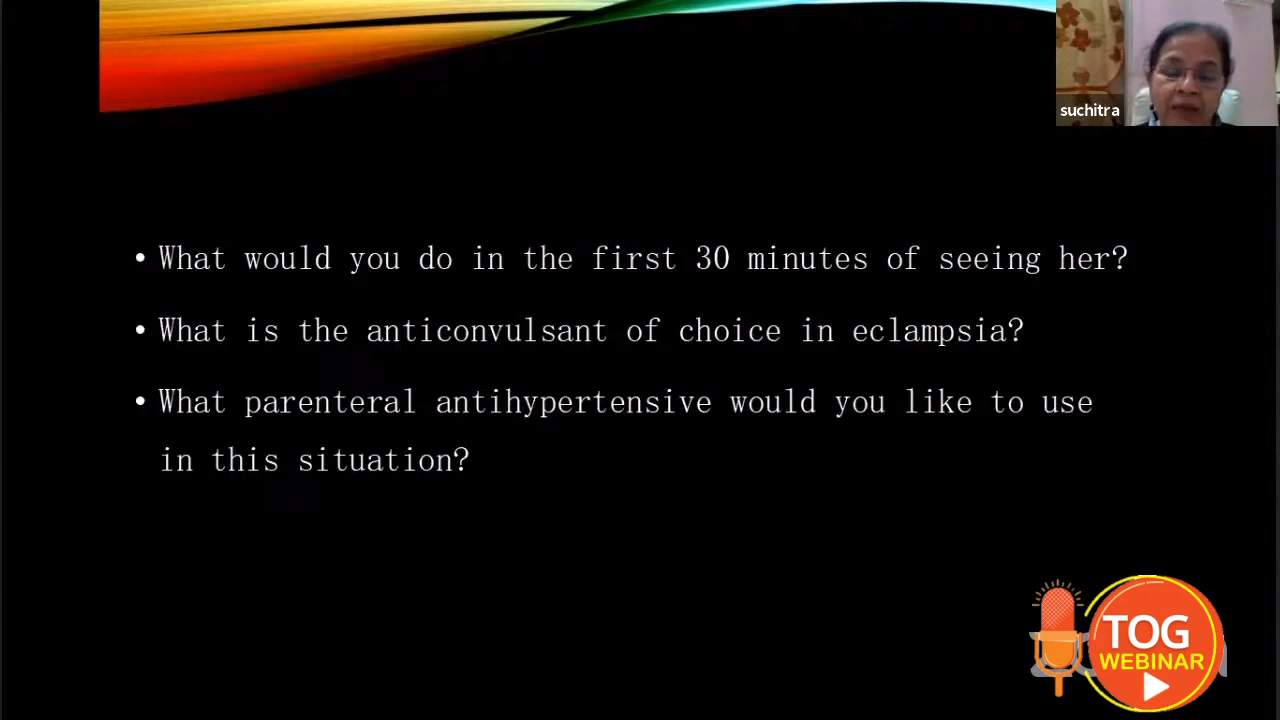 suchitra
• What would you do in the first 30 minutes of seeing her?
• What is the anticonvulsant of choice in eclampsia?
• What parenteral antihypertensive would you like to use
in this situation?
TOG
WEBINAR